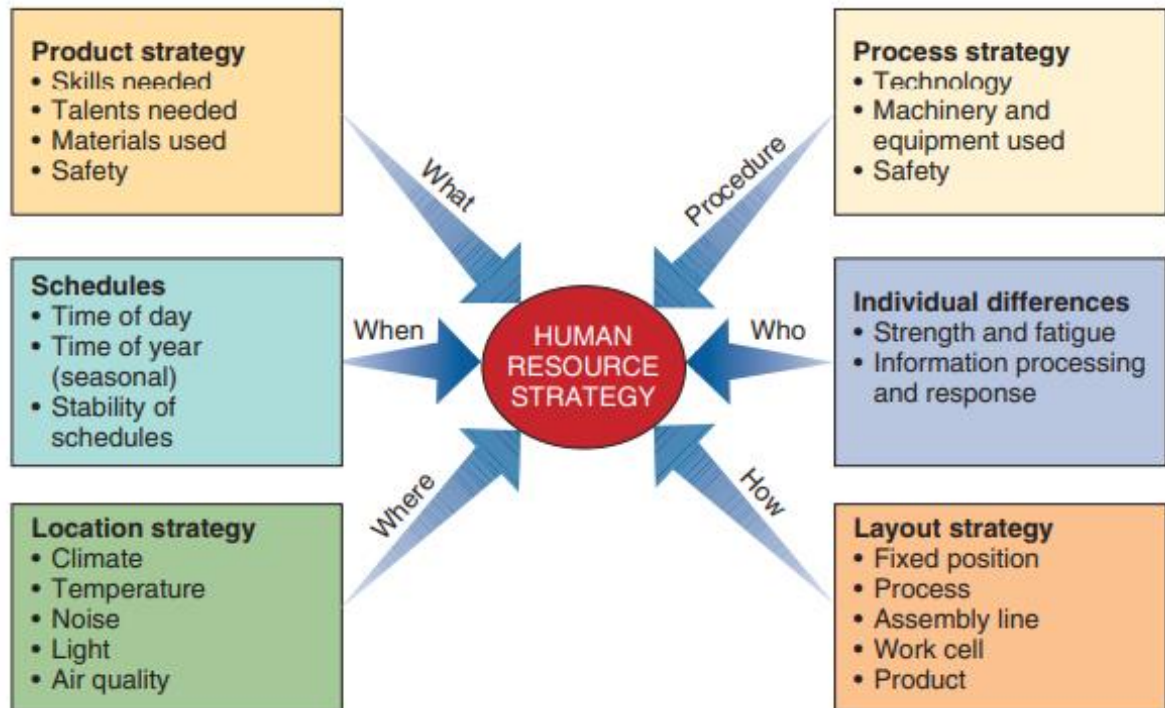 Product strategy
• Skills needed
• Talents needed
• Materials used
• Safety
What
Process strategy
• Technology
• Machinery and
equipment used
• Safety
Procedure
Schedules
• Time of day
• Time of year
(seasonal)
• Stability of
schedules
When
HUMAN
RESOURCE
STRATEGY
Who
Individual differences
• Strength and fatigue
• Information processing
and response
Location strategy
• Climate
• Temperature
• Noise
• Light
• Air quality
Where
How
Layout strategy
• Fixed position
• Process
• Assembly line
• Work cell
• Product